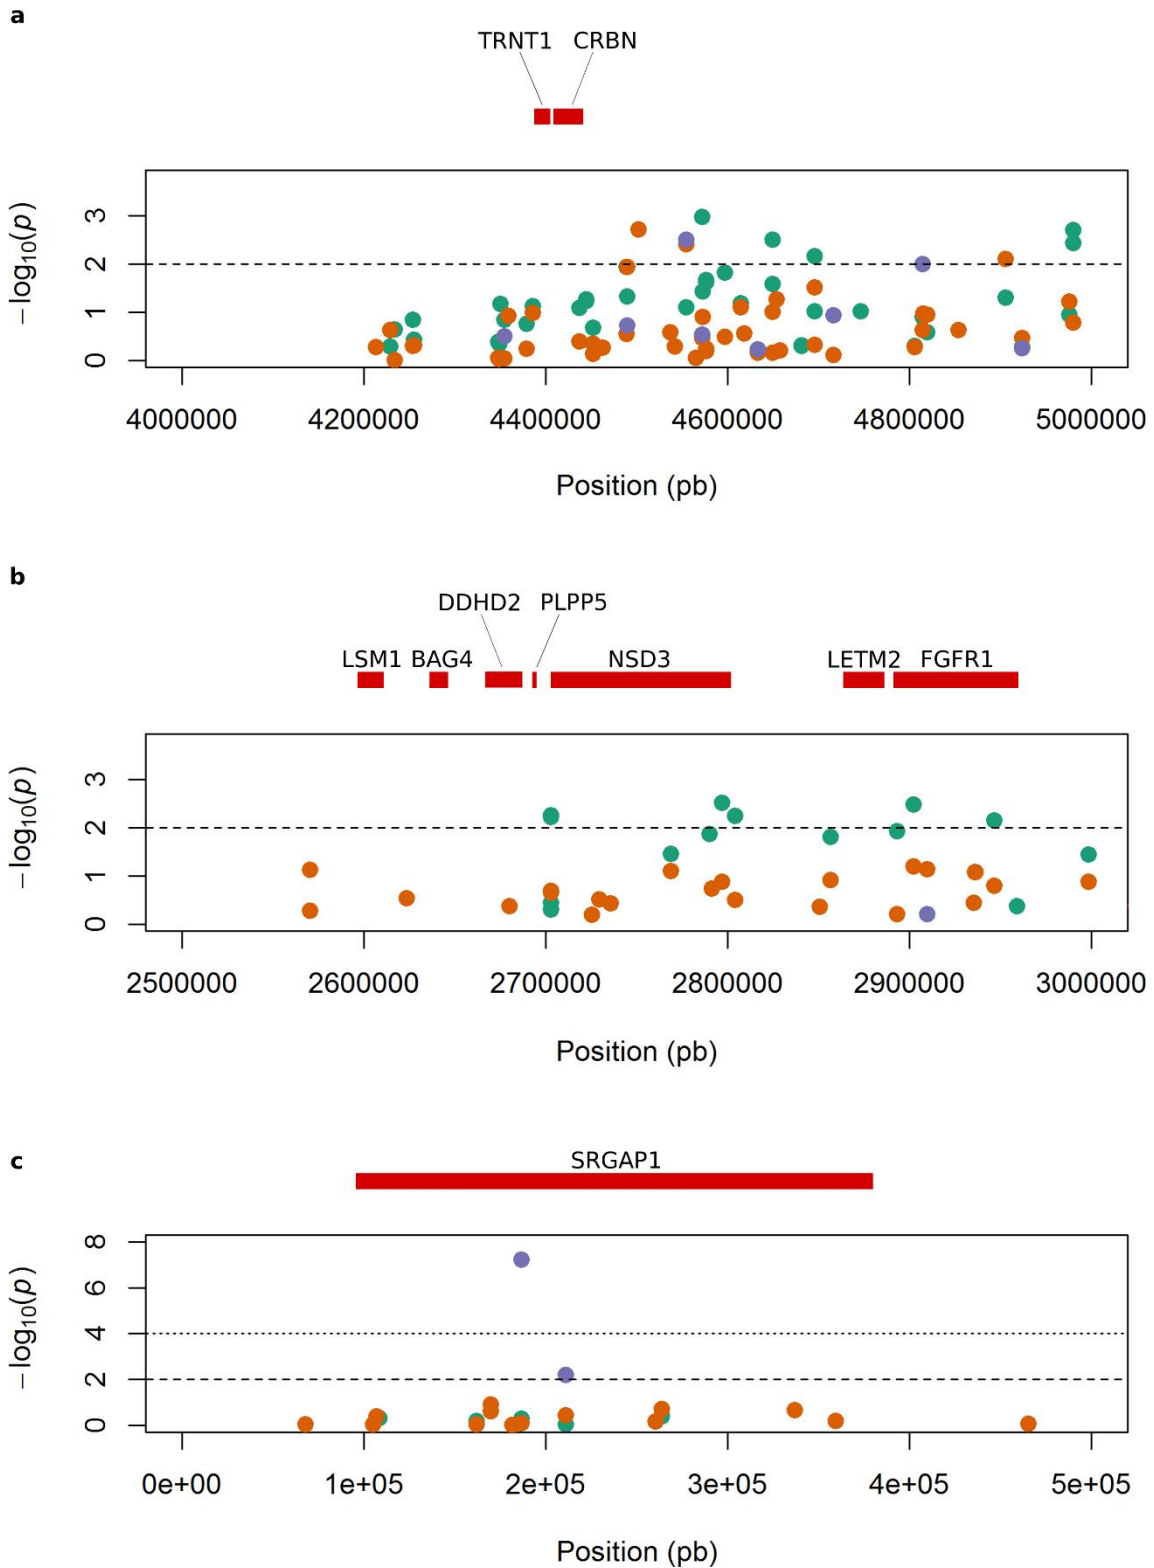 a
TRNT1 CRBN
3
2
1
0
−log10(p)
4000000 4200000 4400000 4600000 4800000 5000000
Position (pb)
b
DDHD2 PLPP5
LSM1 BAG4 NSD3 LETM2 FGFR1
3
2
1
0
−log10(p)
2500000 2600000 2700000 2800000 2900000 3000000
Position (pb)
c
SRGAP1
8
6
4
2
0
−log10(p)
0e+00 1e+05 2e+05 3e+05 4e+05 5e+05
Position (pb)